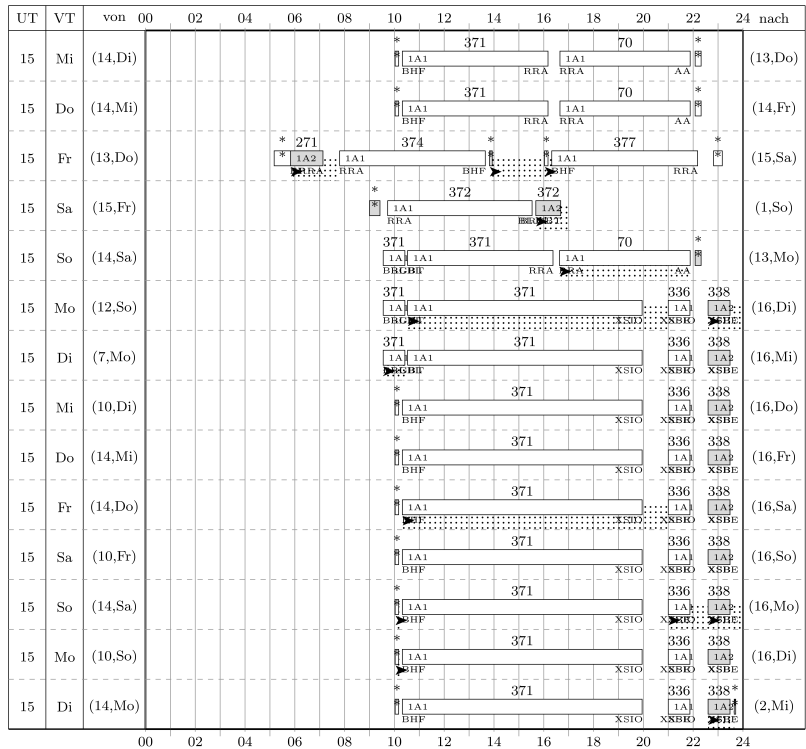 UT VT von 00 02 04 06 08 10 12 14 16 18 20 22 24 nach
* 371 70 *
15 Mi (14,Di) * 1A1 1A1 * (13,Do)
BHF RRA RRA AA
* 371 70 *
15 Do (14,Mi) * 1A1 1A1 * (14,Fr)
BHF RRA RRA AA
* 271 374 * * 377 *
15 Fr (13,Do) * 1A2 1A1 * * 1A1 * (15,Sa)
RRA RRA BHF BHF RRA
* 372 372
15 Sa (15,Fr) * 1A1 1A2 (1,So)
RRA
371 371 70 *
15 So (14,Sa) 1A1 1A1 1A1 * (13,Mo)
RRA RRA AA
371 371 336 338
15 Mo (12,So) 1A1 1A1 1A1 1A2 (16,Di)
XSIO XSBE
371 371 336 338
15 Di (7,Mo) 1A1 1A1 1A1 1A2 (16,Mi)
XSIO XSBE
* 371 336 338
15 Mi (10,Di) * 1A1 1A1 1A2 (16,Do)
BHF XSIO XSBE
* 371 336 338
15 Do (14,Mi) * 1A1 1A1 1A2 (16,Fr)
BHF XSIO XSBE
* 371 336 338
15 Fr (14,Do) * 1A1 1A1 1A2 (16,Sa)
BHF XSIO XSBE
* 371 336 338
15 Sa (10,Fr) * 1A1 1A1 1A2 (16,So)
BHF XSIO XSBE
* 371 336 338
15 So (14,Sa) * 1A1 1A1 1A2 (16,Mo)
BHF XSIO XSBE
* 371 336 338
15 Mo (10,So) * 1A1 1A1 1A2 (16,Di)
BHF XSIO XSBE
* 371 336 338 *
15 Di (14,Mo) * 1A1 1A1 1A2 (2,Mi)
BHF XSIO XSBE
00 02 04 06 08 10 12 14 16 18 20 22 24